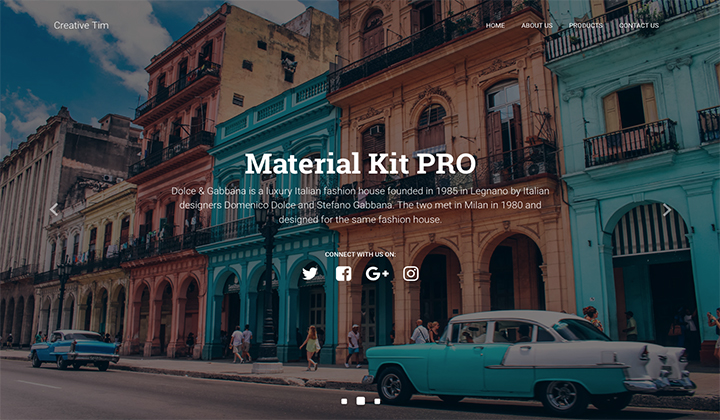 Creative Tim
HOME ABOUT US PRODUCTS CONTACT US
Material Kit PRO
Dolce & Gabbana is a luxury Italian fashion house founded in 1985 in Legnano by Italian
designers Domenico Dolce and Stefano Gabbana. The two met in Milan in 1980 and
designed for the same fashion house.
CONNECT WITH US ON: